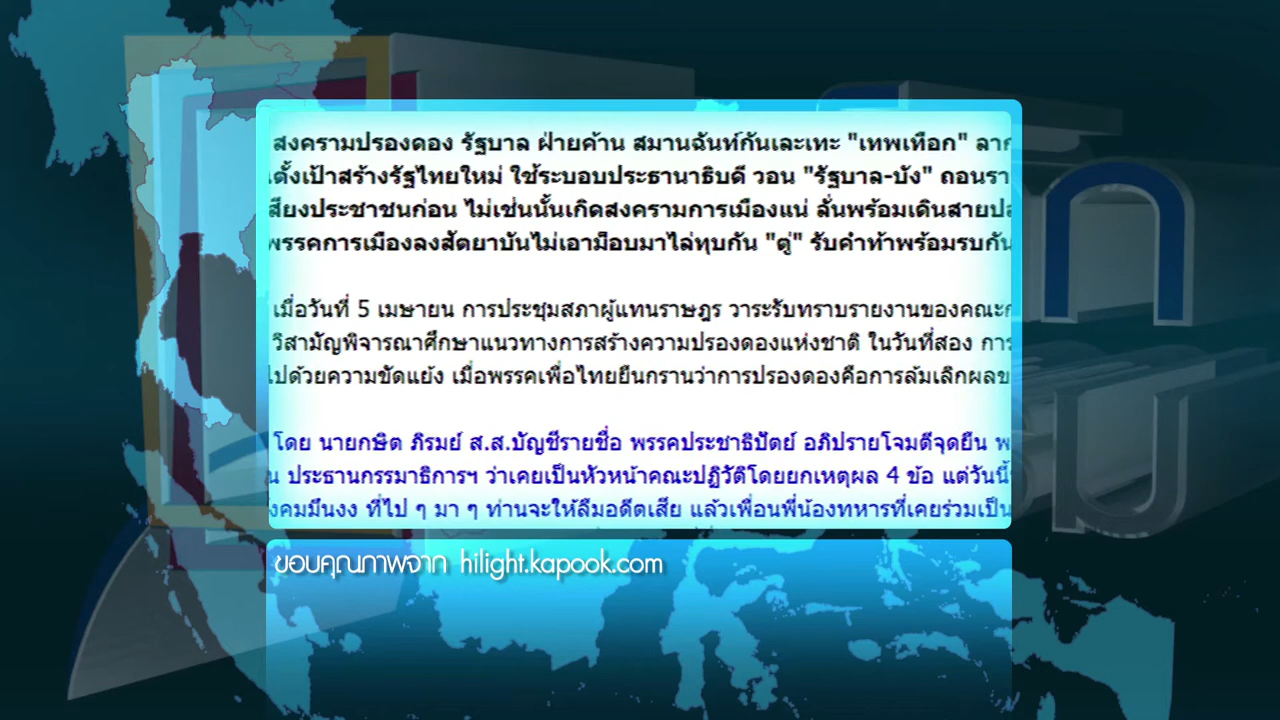 สงครามปรองดอง รัฐบาล ฝ่ายค้าน สมานฉันท์กันเละเทะ "เทพเทือก" ลาก
ตั้งเป้าสร้างรัฐไทยใหม่ ใช้ระบอบประธานาธิบดี วอน "รัฐบาล-บัง" ถอนรา
เสียงประชาชนก่อน ไม่เช่นนั้นเกิดสงครามการเมืองแน่ ลั่นพร้อมเดินสาย
พรรคการเมืองลงสัตยาบันไม่เอาม็อบมาไล่ทุบกัน "ตู่" รับคำท้าพร้อมรบกัน
เมื่อวันที่ 5 เมษายน การประชุมสภาผู้แทนราษฎร วาระรับทราบรายงานของคณะก
วิสามัญพิจารณาศึกษาแนวทางการสร้างความปรองดองแห่งชาติ ในวันที่สอง การ
ไปด้วยความขัดแย้ง เมื่อพรรคเพื่อไทยยืนกรานว่าการปรองดองคือการล้มเลิกผลข
โดย นายกษิต ภิรมย์ ส.ส.บัญชีรายชื่อ พรรคประชาธิปัตย์ อภิปรายโจมตีจุดยืน พ
น ประธานกรรมาธิการฯ ว่าเคยเป็นหัวหน้าคณะปฏิวัติโดยยกเหตุผล 4 ข้อ แต่วันนี้
งคมมึนงง ที่ไป ๆ มา ๆ ท่านจะให้ลืมอดีตเสีย แล้วเพื่อนพี่น้องทหารที่เคยร่วมเป็น
ขอบคุณภาพจาก hilight.kapook.com